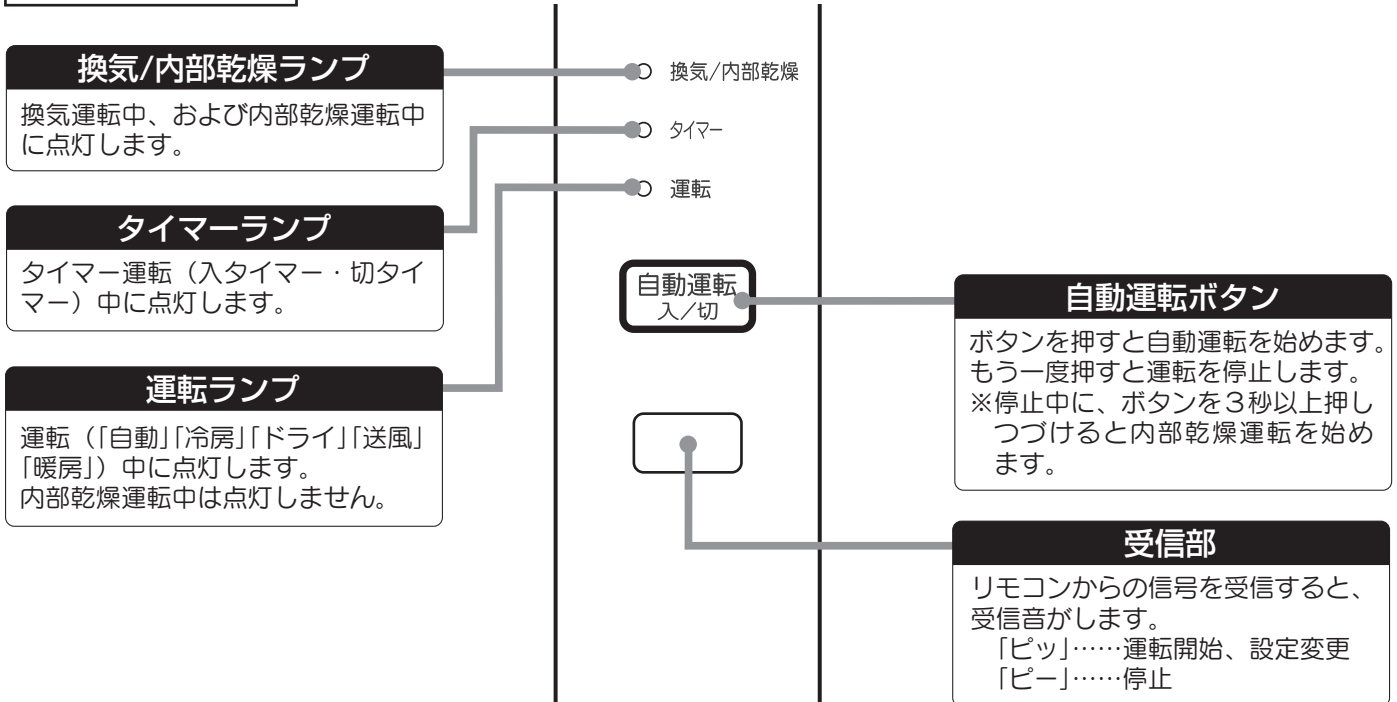 換気/内部乾燥ランプ
換気運転中、および内部乾燥運転中
に点灯します。
タイマーランプ
タイマー運転（入タイマー・切タイ
マー）中に点灯します。
運転ランプ
運転（「自動」「冷房」「ドライ」「送風」
「暖房」）中に点灯します。
内部乾燥運転中は点灯しません。
換気/内部乾燥
タイマー
運転
自動運転
入/切
自動運転ボタン
ボタンを押すと自動運転を始めます。
もう一度押すと運転を停止します。
※停止中に、ボタンを３秒以上押し
つづけると内部乾燥運転を始め
ます。
受信部
リモコンからの信号を受信すると、
受信音がします。
「ピッ」……運転開始、設定変更
「ピー」……停止